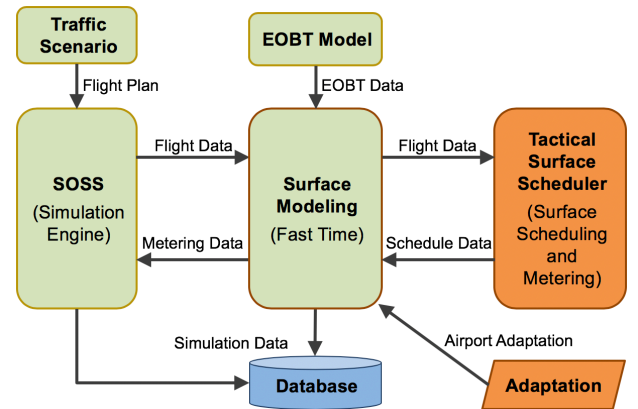 Traffic
Scenario
EOBT Model
Flight Plan
EOBT Data
SOSS
(Simulation
Engine)
Flight Data
Metering Data
Surface
Modeling
(Fast Time)
Flight Data
Schedule Data
Tactical
Surface
Scheduler
(Surface
Scheduling
and
Metering)
Simulation Data
Airport Adaptation
Database
Adaptation